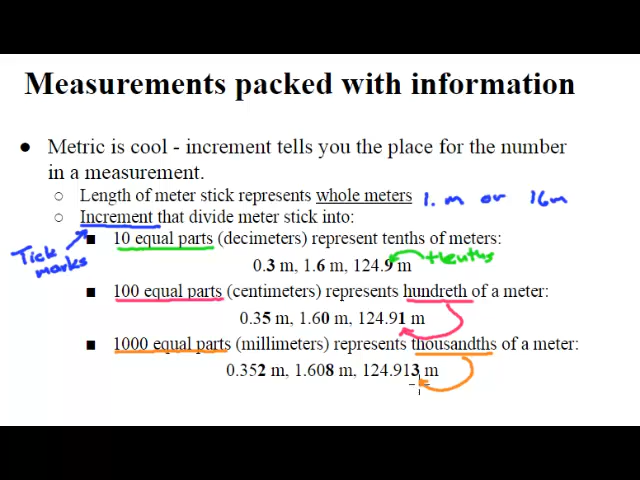 Measurements packed with information
● Metric is cool - increment tells you the place for the number
in a measurement.
○ Length of meter stick represents whole meters 1. m or 16m
○ Increment that divide meter stick into:
■ 10 equal parts (decimeters) represent tenths of meters:
Tick marks
0.3 m, 1.6 m, 124.9 m
■ 100 equal parts (centimeters) represents hundreth of a meter:
0.35 m, 1.60 m, 124.91 m
■ 1000 equal parts (millimeters) represents thousandths of a meter:
0.352 m, 1.608 m, 124.913 m